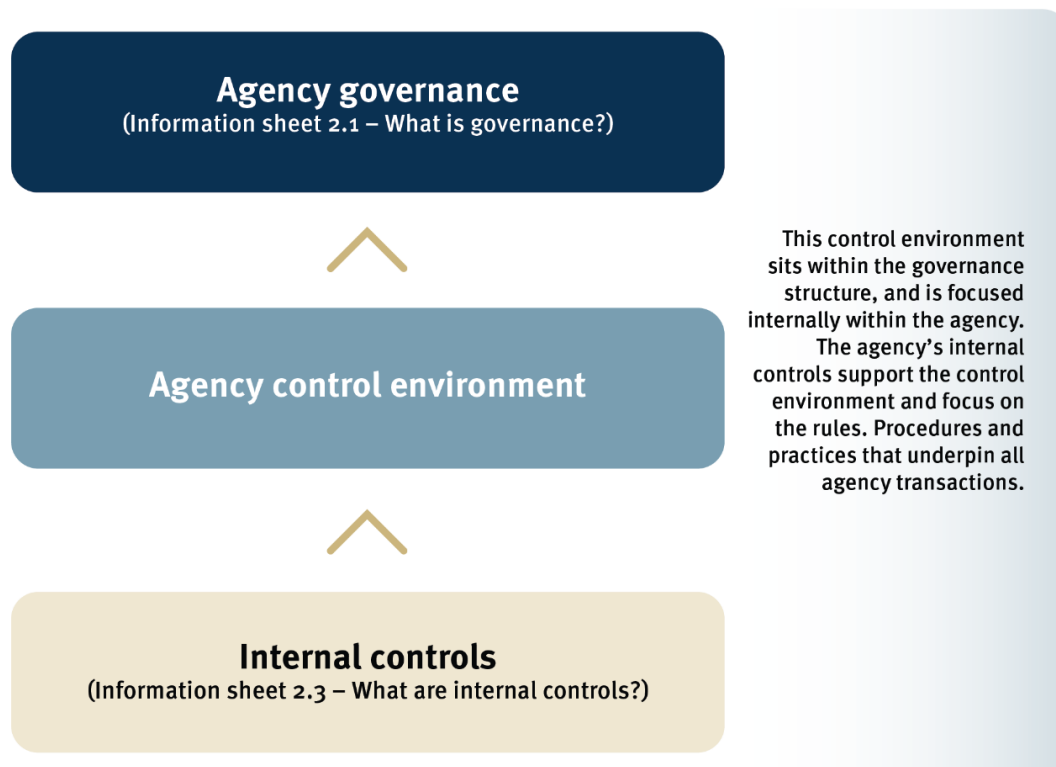 Agency governance
(Information sheet 2.1 – What is governance?)
Agency control environment
Internal controls
(Information sheet 2.3 – What are internal controls?)
This control environment
sits within the governance
structure, and is focused
internally within the agency.
The agency’s internal
controls support the control
environment and focus on
the rules. Procedures and
practices that underpin all
agency transactions.